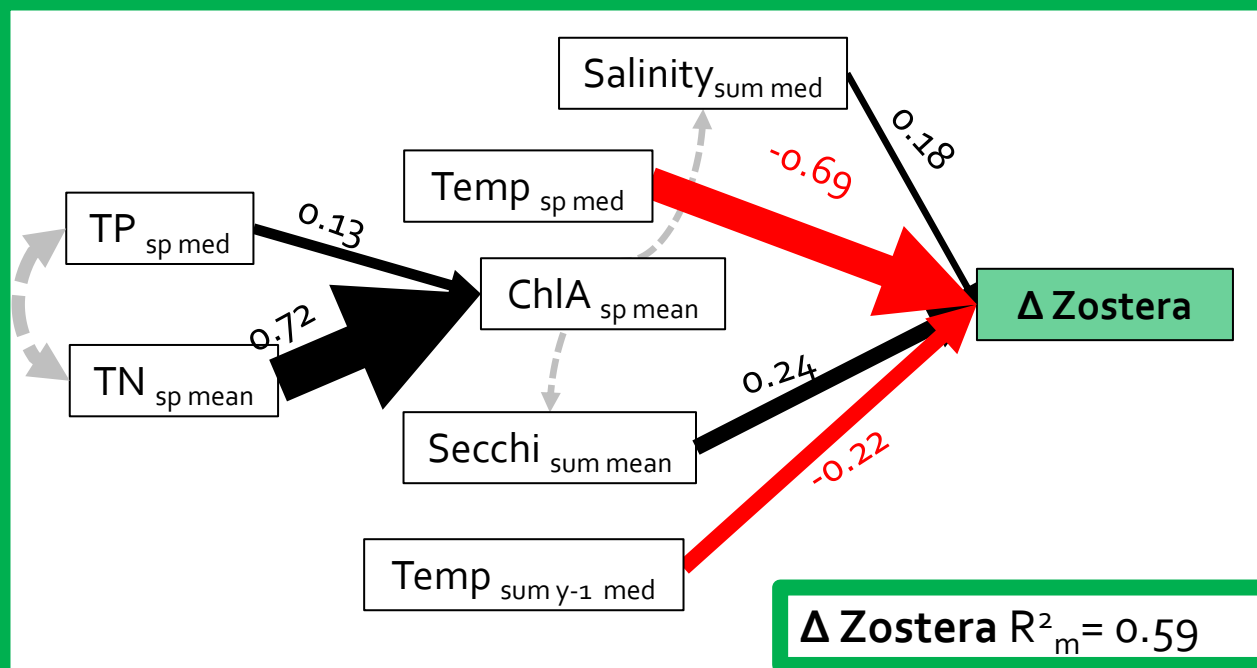 Salinity sum med
0.18
-0.69
Temp sp med
TP sp med
0.13
ChlA sp mean
Δ Zostera
0.72
TN sp mean
0.24
Secchi sum mean
-0.22
Temp sum y-1 med
Δ Zostera R²m= 0.59